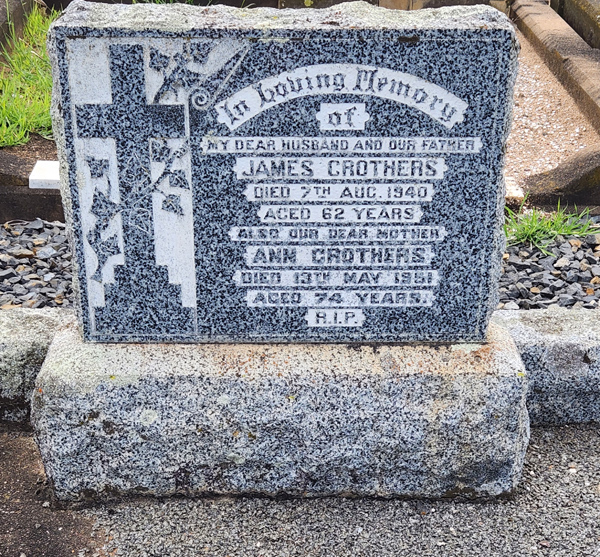 In Loving Memory
of
MY DEAR HUSBAND AND OUR FATHER
JAMES CROTHERS
DIED 7TH AUG. 1940
AGED 62 YEARS
ALSO OUR DEAR MOTHER
ANN CROTHERS
DIED 13TH MAY 1951
AGED 74 YEARS.
R.I.P.